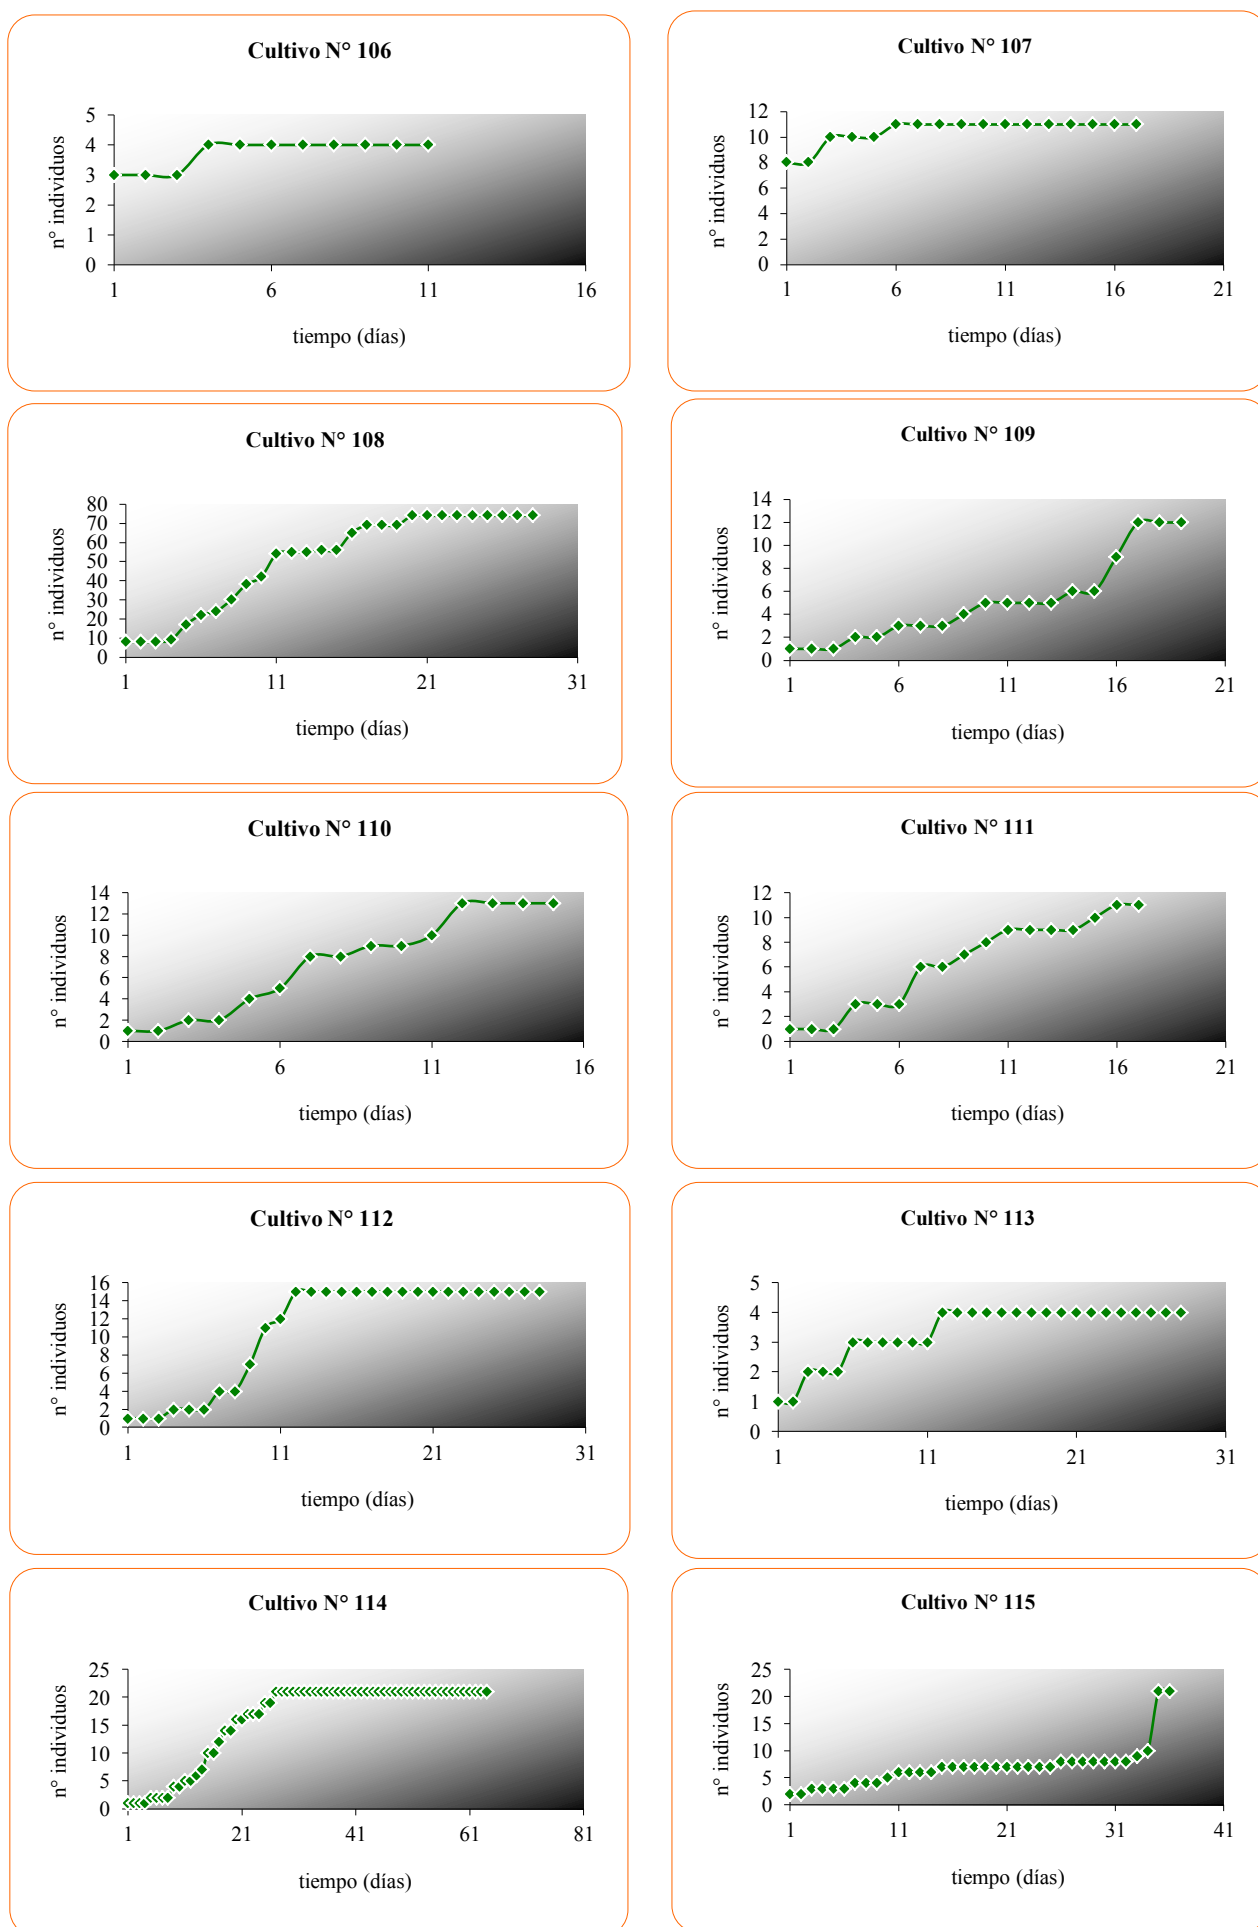 Cultivo N° 106
n° individuos
5
4
3
2
1
0
1 6 11 16
tiempo (días)
Cultivo N° 107
n° individuos
12
10
8
6
4
2
0
1 6 11 16 21
tiempo (días)
Cultivo N° 108
n° individuos
80
70
60
50
40
30
20
10
0
1 11 21 31
tiempo (días)
Cultivo N° 109
n° individuos
14
12
10
8
6
4
2
0
1 6 11 16 21
tiempo (días)
Cultivo N° 110
n° individuos
14
12
10
8
6
4
2
0
1 6 11 16
tiempo (días)
Cultivo N° 111
n° individuos
12
10
8
6
4
2
0
1 6 11 16 21
tiempo (días)
Cultivo N° 112
n° individuos
16
14
12
10
8
6
4
2
0
1 11 21 31
tiempo (días)
Cultivo N° 113
n° individuos
5
4
3
2
1
0
1 11 21 31
tiempo (días)
Cultivo N° 114
n° individuos
25
20
15
10
5
0
1 21 41 61 81
tiempo (días)
Cultivo N° 115
n° individuos
25
20
15
10
5
0
1 11 21 31 41
tiempo (días)